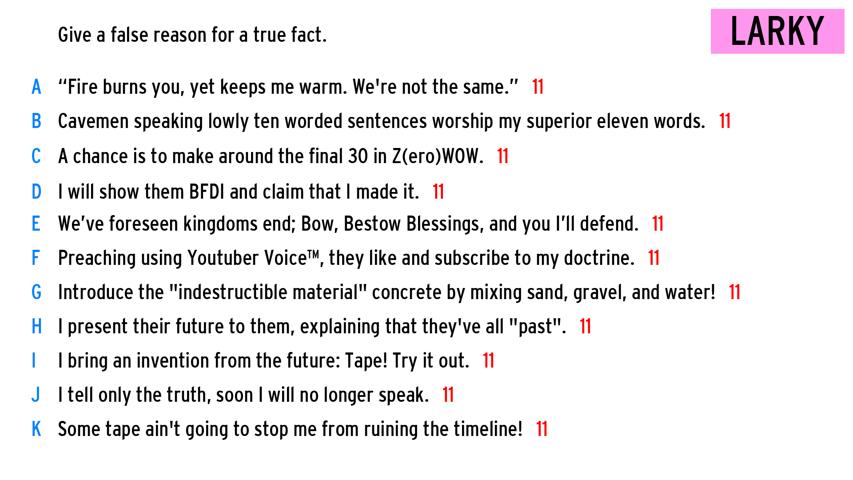 Give a false reason for a true fact.
LARKY
A “Fire burns you, yet keeps me warm. We're not the same.” 11
B Cavemen speaking lowly ten worded sentences worship my superior eleven words. 11
C A chance is to make around the final 30 in Z(ero)WOW. 11
D I will show them BFDI and claim that I made it. 11
E We’ve foreseen kingdoms end; Bow, Bestow Blessings, and you I’ll defend. 11
F Preaching using Youtuber Voice™, they like and subscribe to my doctrine. 11
G Introduce the "indestructible material" concrete by mixing sand, gravel, and water! 11
H I present their future to them, explaining that they've all "past". 11
I I bring an invention from the future: Tape! Try it out. 11
J I tell only the truth, soon I will no longer speak. 11
K Some tape ain't going to stop me from ruining the timeline! 11